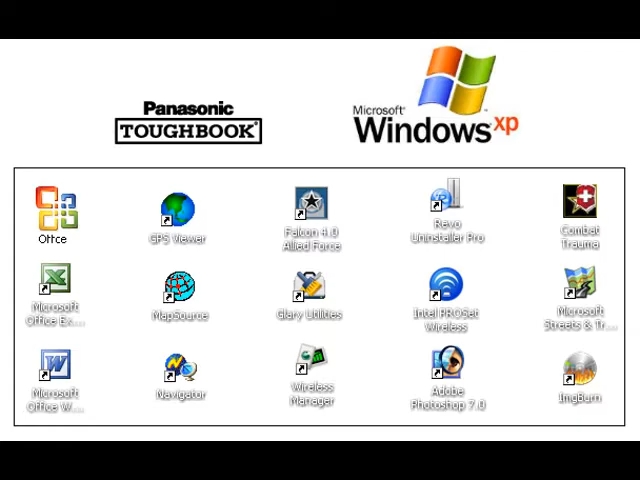 Panasonic
TOUGHBOOK
Microsoft
Windows xp
Offce
GPS Viewer
Falcon 4.0
Allied Force
Revo
Uninstaller Pro
Combat
Trauma
Microsoft
Office Ex...
MapSource
Glary Utilities
Intel PROSet
Wireless
Microsoft
Streets & Tr...
Microsoft
Office W...
Navigator
Wireless
Manager
Adobe
Photoshop 7.0
ImgBurn